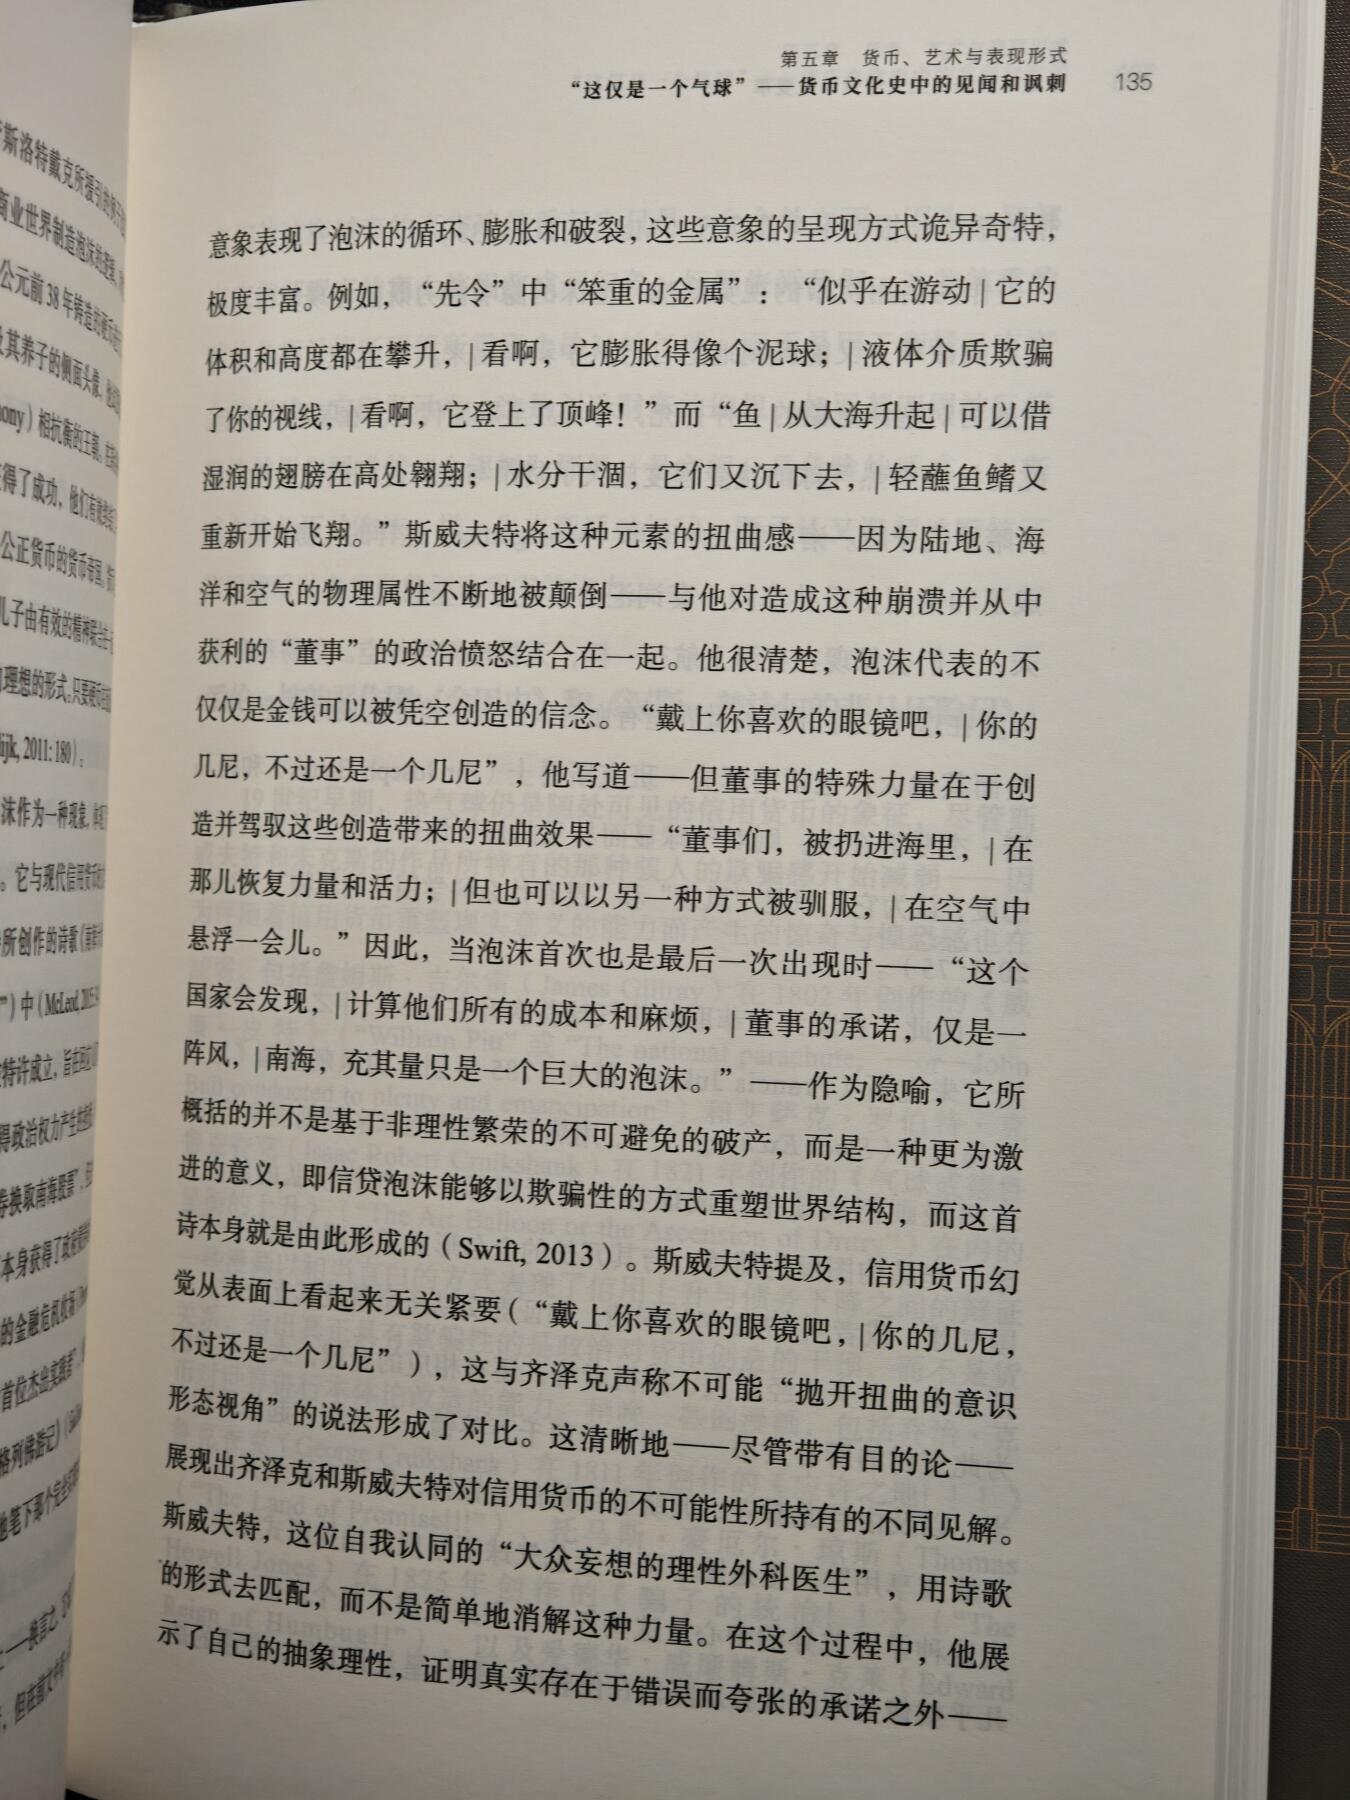 第五章 货币、艺术与表现形式
“这仅是一个气球”——货币文化史中的见闻和讽刺 135
意象表现了泡沫的循环、膨胀和破裂，这些意象的呈现方式诡异奇特，
极度丰富。例如，“先令”中“笨重的金属”：“似乎在游动|它的
体积和高度都在攀升，|看啊，它膨胀得像个泥球；|液体介质欺骗
了你的视线，|看啊，它登上了顶峰！”而“鱼|从大海升起|可以借
湿润的翅膀在高处翱翔；|水分干涸，它们又沉下去，|轻蘸鱼鳍又
重新开始飞翔。”斯威夫特将这种元素的扭曲感——因为陆地、海
洋和空气的物理属性不断地被颠倒——与他对造成这种崩溃并从中
获利的“董事”的政治愤怒结合在一起。他很清楚，泡沫代表的不
仅仅是金钱可以被凭空创造的信念。“戴上你喜欢的眼镜吧，|你的
几尼，不过还是一个几尼”，他写道——但董事的特殊力量在于创
造并驾驭这些创造带来的扭曲效果——“董事们，被扔进海里，|在
那儿恢复力量和活力；|但也可以以另一种方式被驯服，|在空气中
悬浮一会儿。”因此，当泡沫首次也是最后一次出现时——“这个
国家会发现，|计算他们所有的成本和麻烦，|董事的承诺，仅是一
阵风，|南海，充其量只是一个巨大的泡沫。”——作为隐喻，它所
概括的并不是基于非理性繁荣的不可避免的破产，而是一种更为激
进的意义，即信贷泡沫能够以欺骗性的方式重塑世界结构，而这首
诗本身就是由此形成的（Swift, 2013）。斯威夫特提及，信用货币幻
觉从表面上看起来无关紧要（“戴上你喜欢的眼镜吧，|你的几尼，
不过还是一个几尼”），这与齐泽克声称不可能“抛开扭曲的意识
形态视角”的说法形成了对比。这清晰地——尽管带有目的论——
展现出齐泽克和斯威夫特对信用货币的不可能性所持有的不同见解。
斯威夫特，这位自我认同的“大众妄想的理性外科医生”，用诗歌
的形式去匹配，而不是简单地消解这种力量。在这个过程中，他展
示了自己的抽象理性，证明真实存在于错误而夸张的承诺之外——